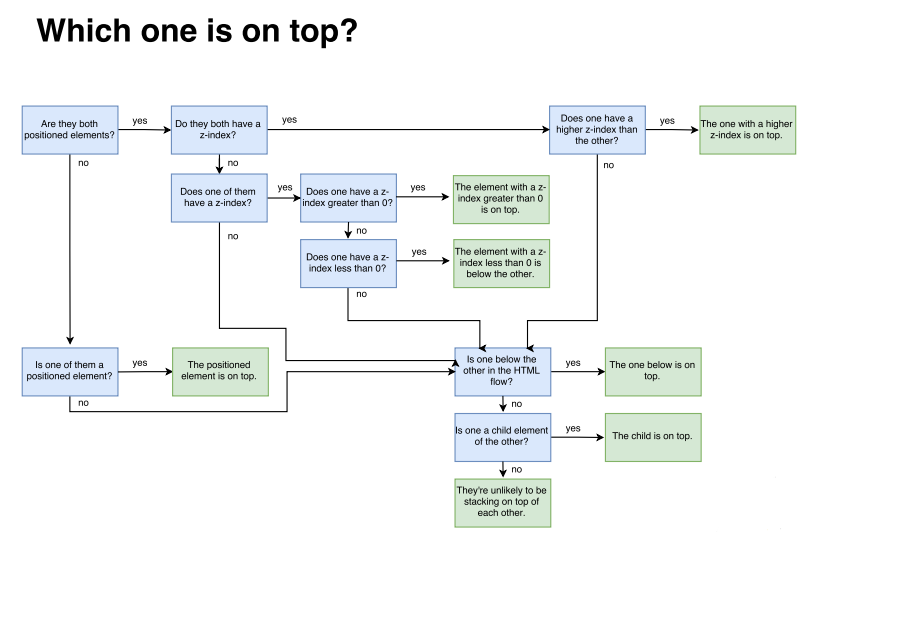 Which one is on top?
Are they both
positioned elements?
yes
Do they both have a
z-index?
yes
Does one have a
higher z-index than
the other?
yes
The one with a higher
z-index is on top.
no
no
no
Does one of them
have a z-index?
yes
Does one have a z-
index greater than 0?
yes
The element with a z-
index greater than 0
is on top.
no
no
Does one have a z-
index less than 0?
yes
The element with a z-
index less than 0 is
below the other.
no
Is one of them a
positioned element?
yes
The positioned
element is on top.
Is one below the
other in the HTML
flow?
yes
The one below is on
top.
no
no
Is one a child element
of the other?
yes
The child is on top.
no
They're unlikely to be
stacking on top of
each other.